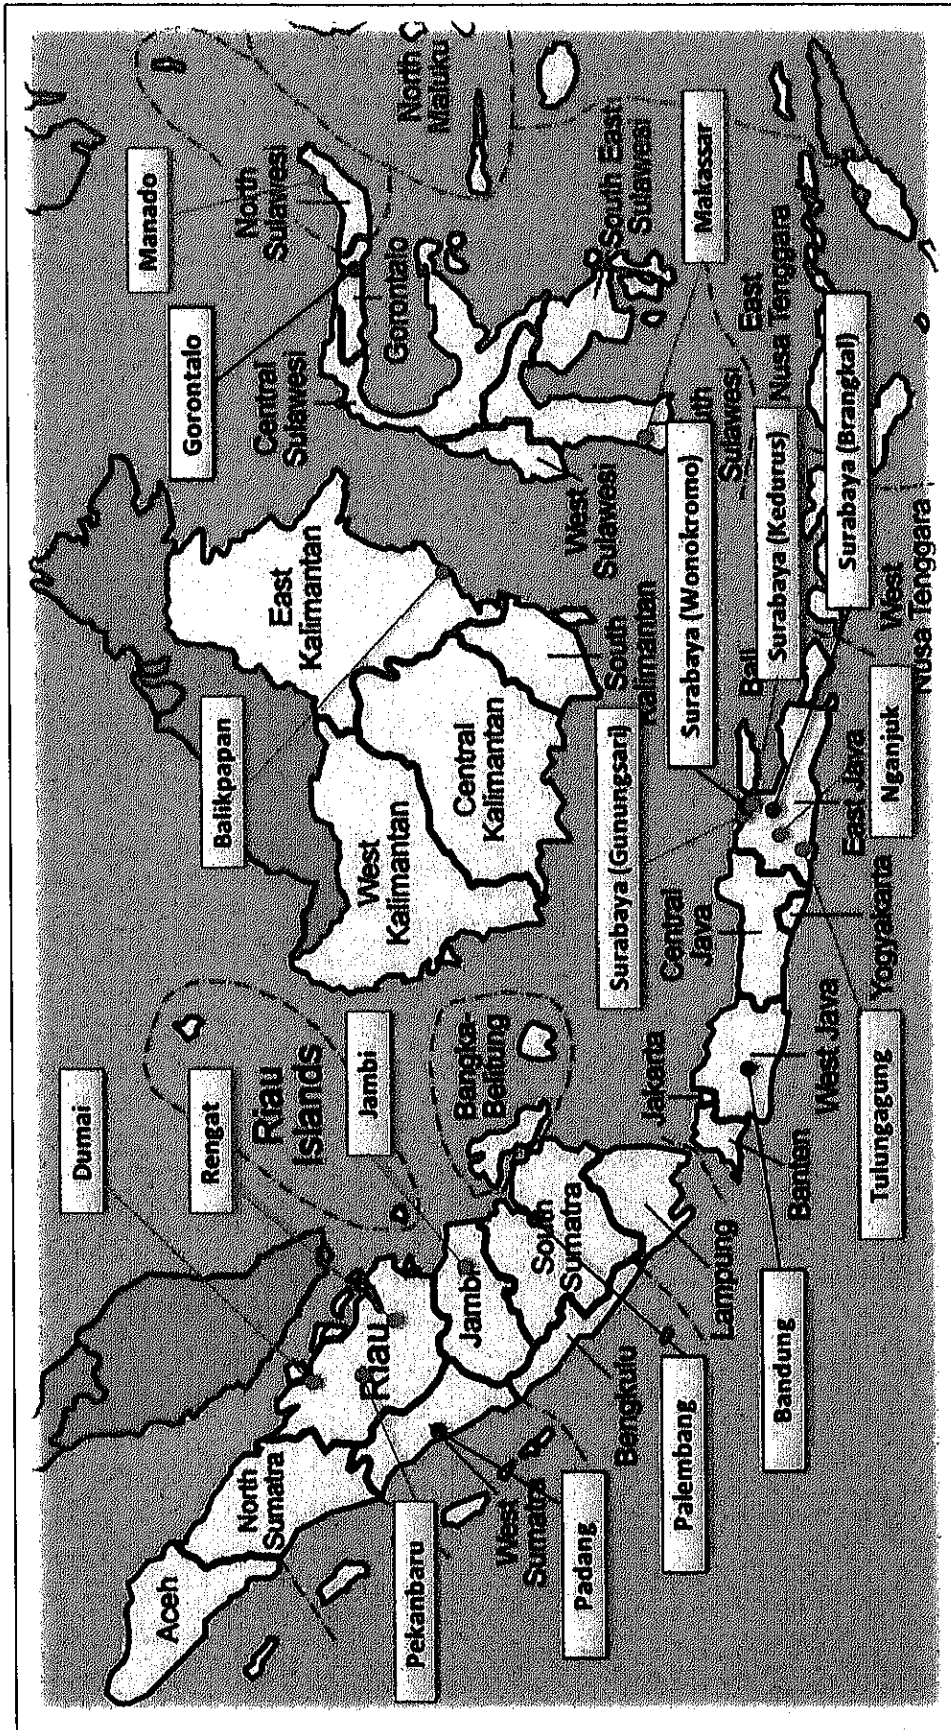 Dumai
Rengat
Riau
Islands
Jambi
Bangka-
Belitung
Aceh
North
Sumatra
Riau
Jambi
South
Sumatra
Pekanbaru
West
Sumatra
Padang
Bengkulu
Palembang
Lampung
Bandung
Banten
Jakarta
West Java
Tulungagung
Yogyakarta
Central
Java
East Java
Nganjuk
Bali
Surabaya (Gunungsari)
Surabaya (Wonokromo)
Surabaya (Kedurus)
Surabaya (Brangkal)
West
Nusa Tenggara
East
Nusa Tenggara
Balikpapan
West
Kalimantan
Central
Kalimantan
East
Kalimantan
South
Kalimantan
Gorontalo
Manado
Central
Sulawesi
North
Sulawesi
Gorontalo
North
Maluku
West
Sulawesi
uth
Sulawesi
South East
Sulawesi
Makassar